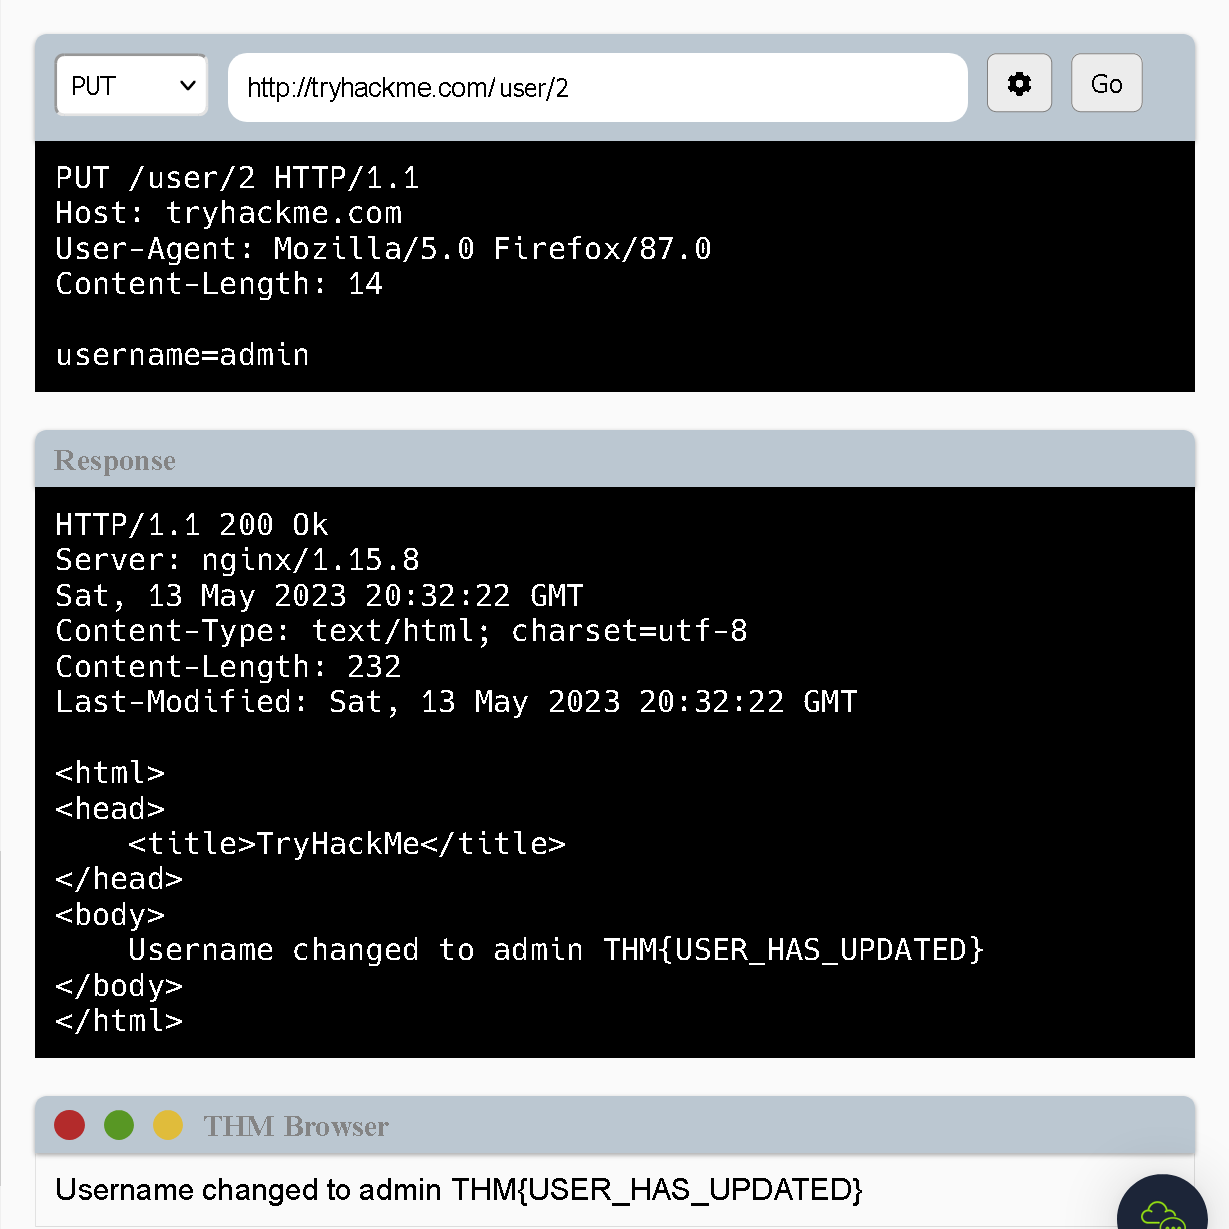 PUT http://tryhackme.com/user/2 Go
PUT /user/2 HTTP/1.1
Host: tryhackme.com
User-Agent: Mozilla/5.0 Firefox/87.0
Content-Length: 14
username=admin
Response
HTTP/1.1 200 Ok
Server: nginx/1.15.8
Sat, 13 May 2023 20:32:22 GMT
Content-Type: text/html; charset=utf-8
Content-Length: 232
Last-Modified: Sat, 13 May 2023 20:32:22 GMT
<html>
<head>
    <title>TryHackMe</title>
</head>
<body>
    Username changed to admin THM{USER_HAS_UPDATED}
</body>
</html>
THM Browser
Username changed to admin THM{USER_HAS_UPDATED}